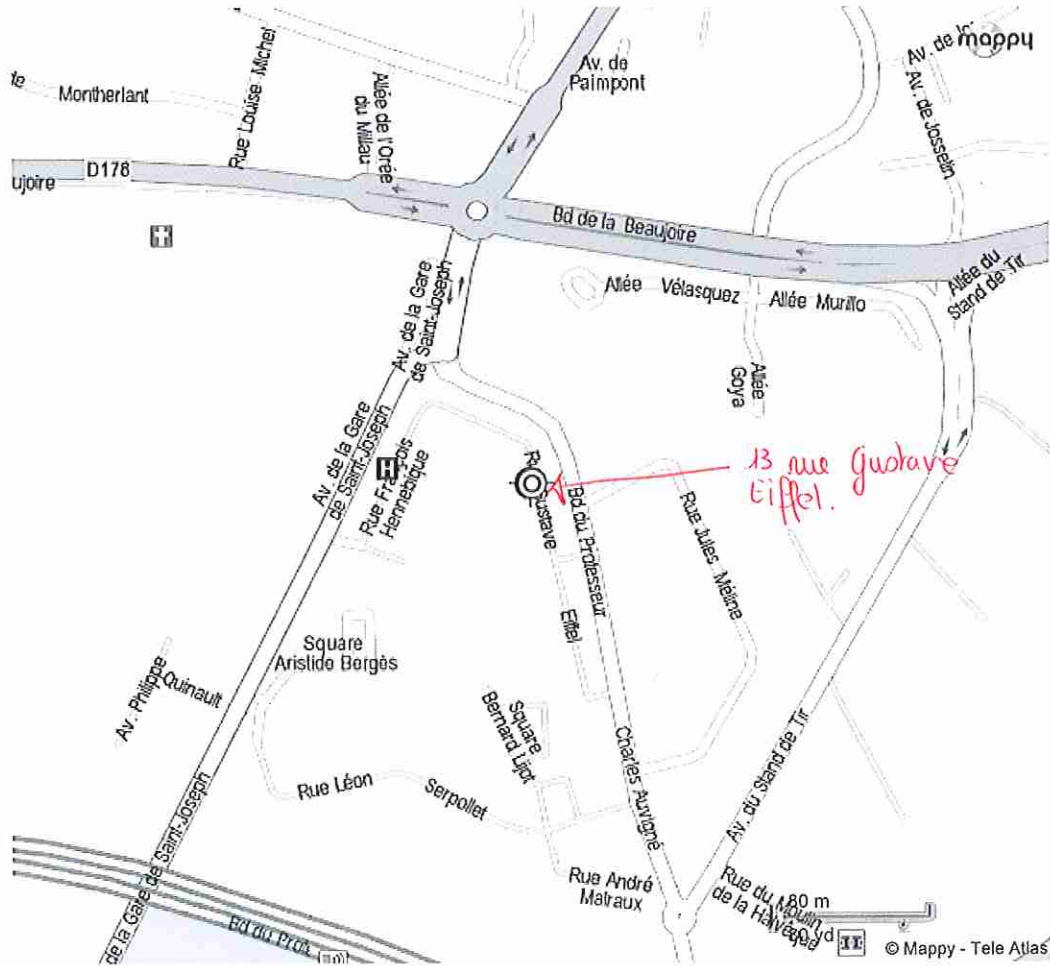 mappy
Av. de
Paimpont
Av. de Josselin
Montherlant
Rue Louise Michel
Allée de l'Orée
du Millau
D178
ujoire
Bd de la Beaujoire
Allée du
Stand de Tir
Allée Vélasquez
Allée Murillo
Allée
Goya
Av. de la Gare
de Saint-Joseph
Av. de la Gare
de Saint-Joseph
H
Rue François
Hennebique
13 rue Gustave
Eiffel.
Gustave
Eiffel
Bd du Professeur
Charles Auvigné
Rue Jules Méline
Square
Aristide Bergès
Av. Philippe
Quinault
Square
Bernard Lijot
Rue Léon
Serpollet
Av. du Stand de Tir
Rue André
Malraux
Rue du Moulin
de la Halvêque
80 m
yd
de la Gare de Saint-Joseph
Bd du Prof.
© Mappy - Tele Atlas